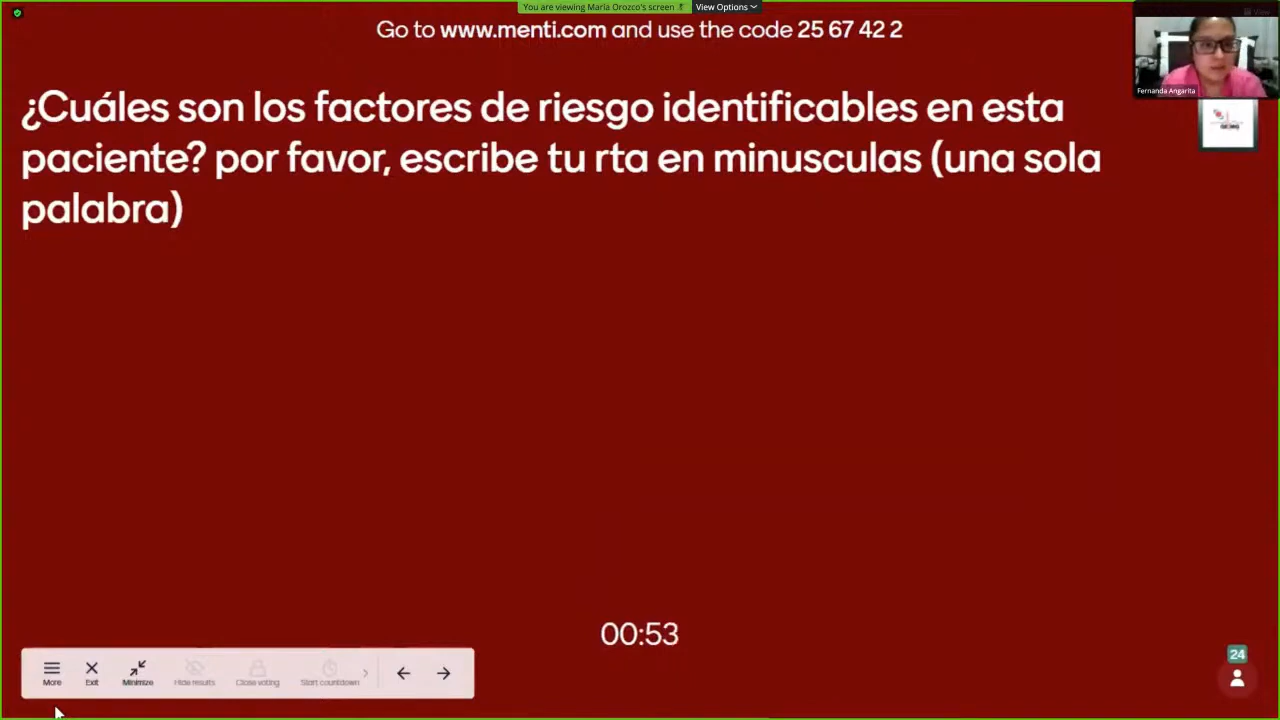 You are viewing Maria Orozco's screen
View Options
View
Go to www.menti.com and use the code 25 67 42 2
Fernanda Angarita
¿Cuáles son los factores de riesgo identificables en esta
paciente? por favor, escribe tu rta en minusculas (una sola
palabra)
00:53
24
More
Exit
Minimize
Hide results
Close voting
Start countdown